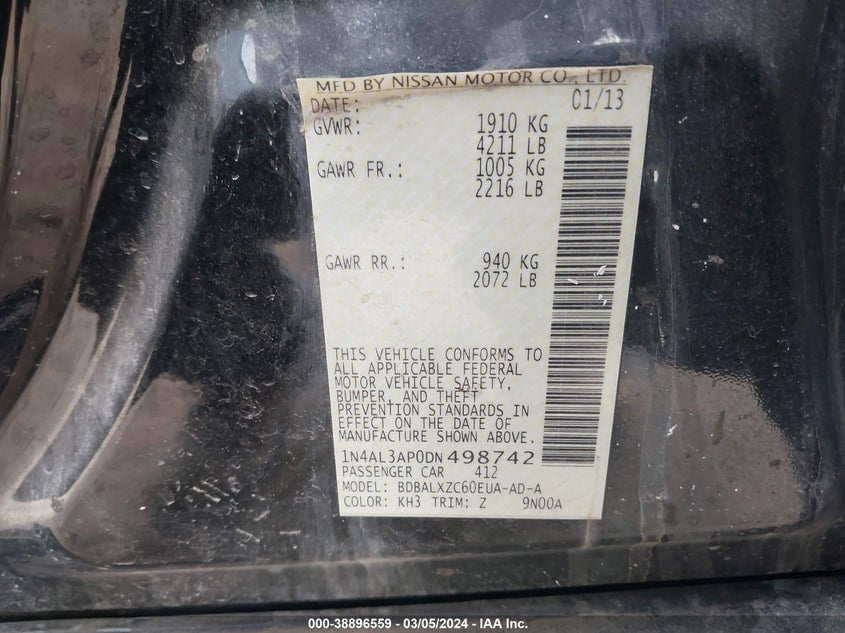 MFD BY NISSAN MOTOR CO., LTD.
DATE: 01/13
GVWR: 1910 KG
4211 LB
GAWR FR.: 1005 KG
2216 LB
GAWR RR.: 940 KG
2072 LB
THIS VEHICLE CONFORMS TO
ALL APPLICABLE FEDERAL
MOTOR VEHICLE SAFETY,
BUMPER, AND THEFT
PREVENTION STANDARDS IN
EFFECT ON THE DATE OF
MANUFACTURE SHOWN ABOVE.
1N4AL3AP0DN498742
PASSENGER CAR 412
MODEL: BDBALXZC60EUA-AD-A
COLOR: KH3 TRIM: Z 9N00A
000-38896559 - 03/05/2024 - IAA Inc.